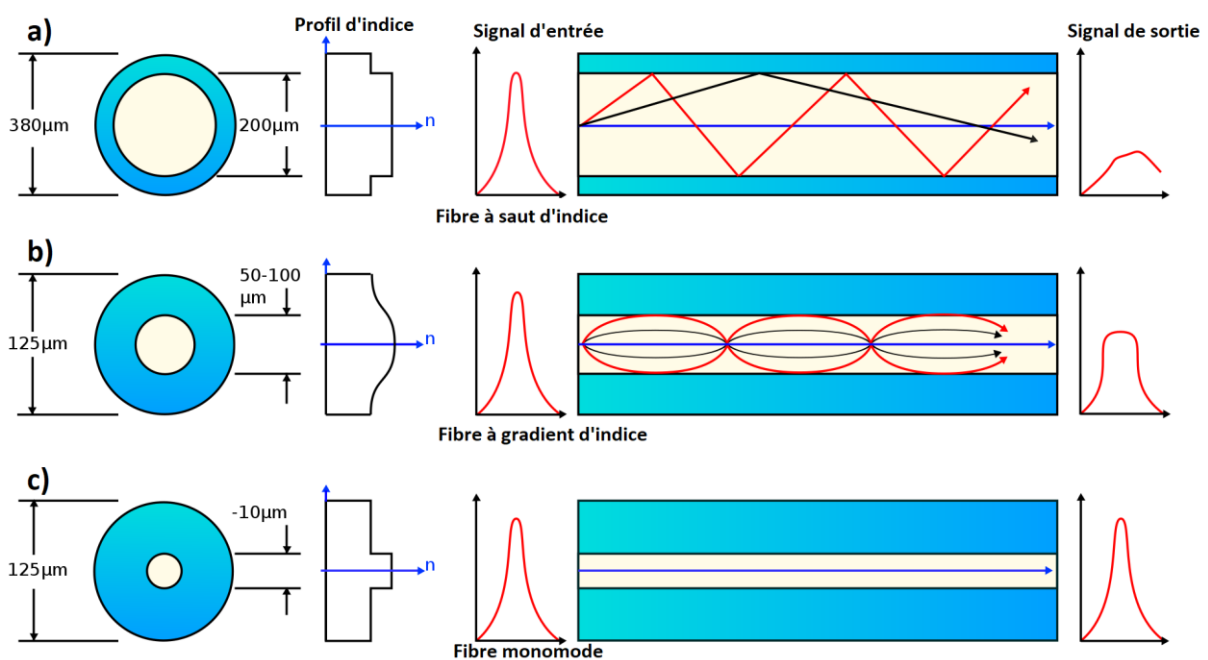 a)
Profil d'indice
Signal d'entrée
Signal de sortie
380µm
200µm
n
Fibre à saut d'indice
b)
50-100
µm
125µm
n
Fibre à gradient d'indice
c)
-10µm
125µm
n
Fibre monomode